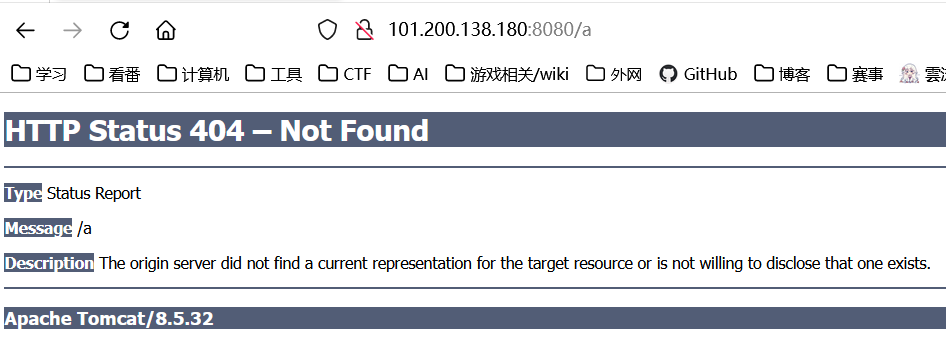 101.200.138.180:8080/a
学习 看番 计算机 工具 CTF AI 游戏相关/wiki 外网 GitHub 博客 赛事
HTTP Status 404 – Not Found
Type Status Report
Message /a
Description The origin server did not find a current representation for the target resource or is not willing to disclose that one exists.
Apache Tomcat/8.5.32